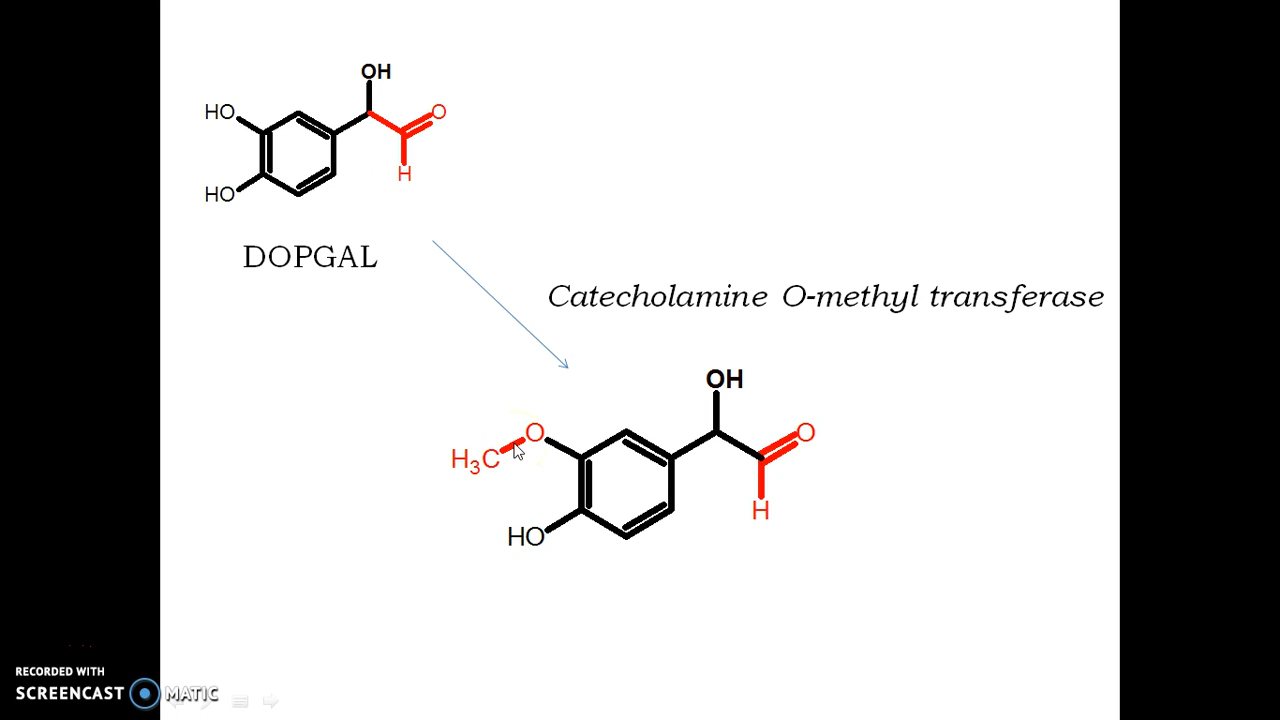 OH
HO
O
H
HO
DOPGAL
Catecholamine O-methyl transferase
OH
O
O
H₃C
H
HO
RECORDED WITH
SCREENCAST MATIC